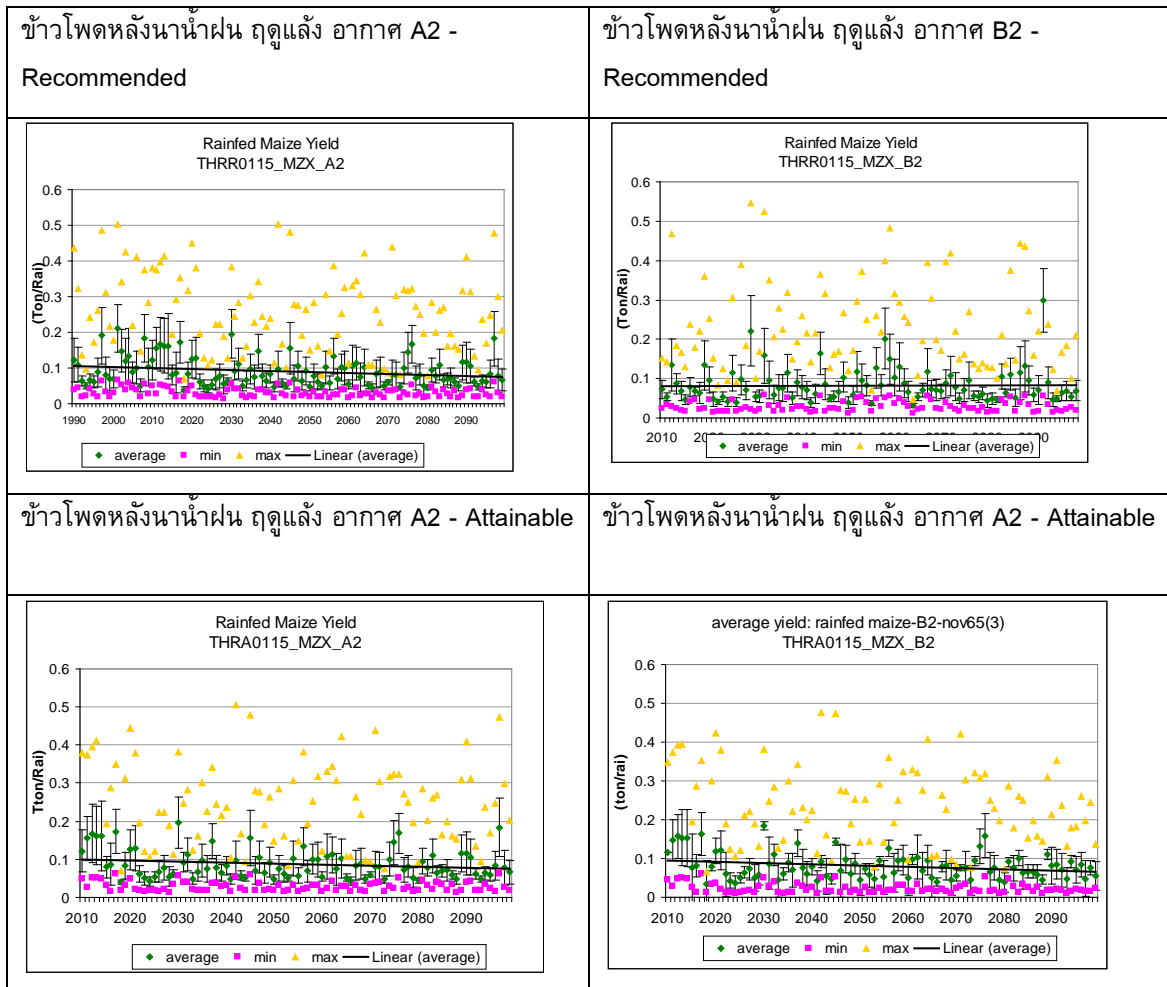 ข้าวโพดหลังนาน้ำฝน ฤดูแล้ง อากาศ A2 -
Recommended
ข้าวโพดหลังนาน้ำฝน ฤดูแล้ง อากาศ B2 -
Recommended
Rainfed Maize Yield
THRR0115_MZX_A2
(Ton/Rai)
0.6
0.5
0.4
0.3
0.2
0.1
0
1990 2000 2010 2020 2030 2040 2050 2060 2070 2080 2090
average min max Linear (average)
Rainfed Maize Yield
THRR0115_MZX_B2
(Ton/Rai)
0.6
0.5
0.4
0.3
0.2
0.1
0
2010
average min max Linear (average)
ข้าวโพดหลังนาน้ำฝน ฤดูแล้ง อากาศ A2 - Attainable
ข้าวโพดหลังนาน้ำฝน ฤดูแล้ง อากาศ A2 - Attainable
Rainfed Maize Yield
THRA0115_MZX_A2
Tton/Rai)
0.6
0.5
0.4
0.3
0.2
0.1
0
2010 2020 2030 2040 2050 2060 2070 2080 2090
average min max Linear (average)
average yield: rainfed maize-B2-nov65(3)
THRA0115_MZX_B2
(ton/rai)
0.6
0.5
0.4
0.3
0.2
0.1
0
2010 2020 2030 2040 2050 2060 2070 2080 2090
average min max Linear (average)